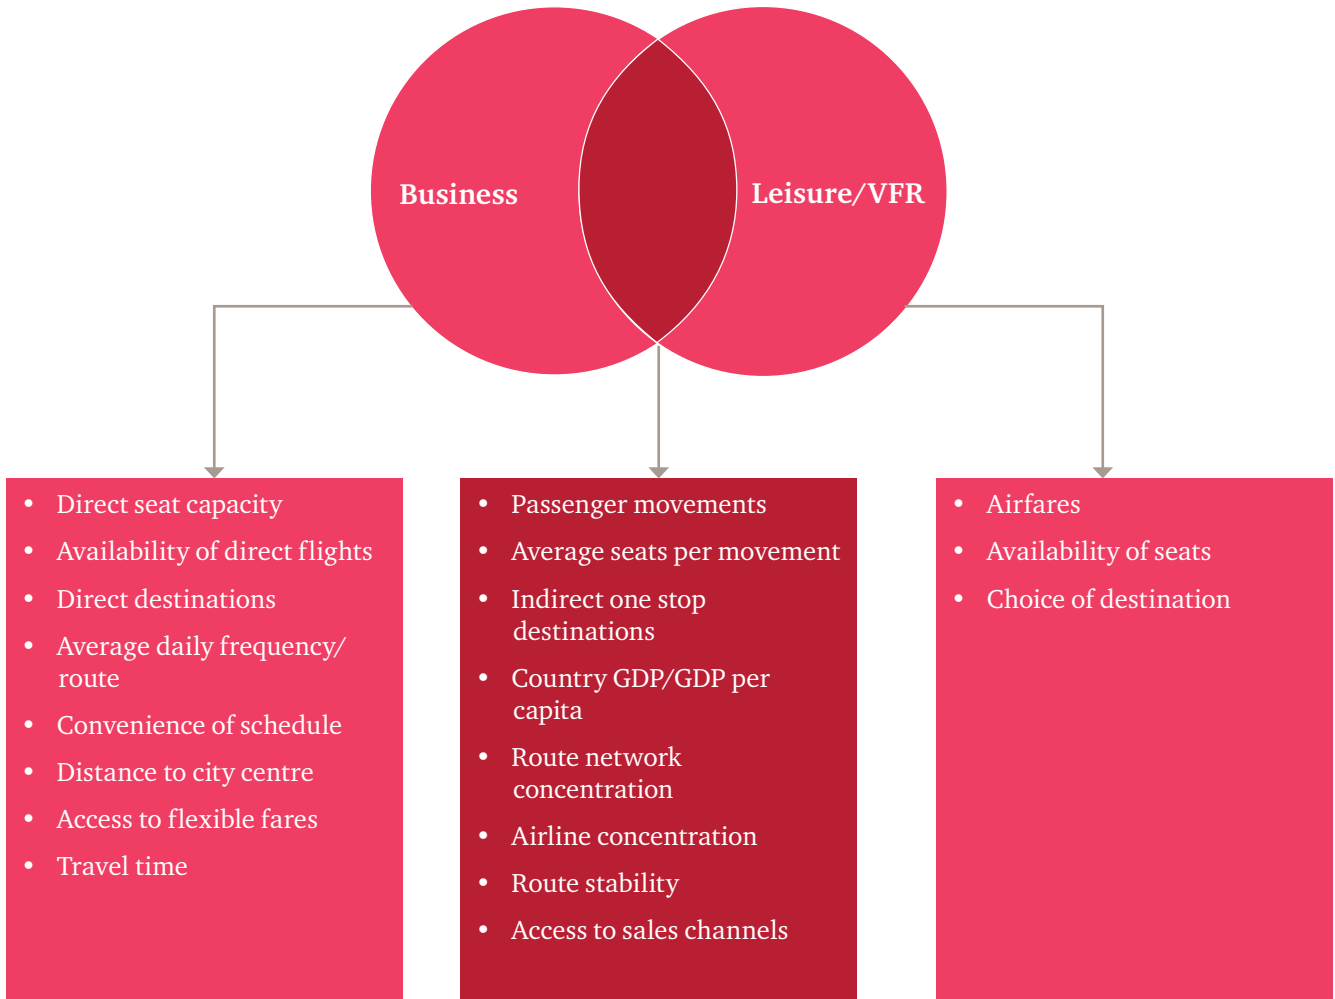 Business
Leisure/VFR
• Direct seat capacity
• Availability of direct flights
• Direct destinations
• Average daily frequency/
route
• Convenience of schedule
• Distance to city centre
• Access to flexible fares
• Travel time
• Passenger movements
• Average seats per movement
• Indirect one stop
destinations
• Country GDP/GDP per
capita
• Route network
concentration
• Airline concentration
• Route stability
• Access to sales channels
• Airfares
• Availability of seats
• Choice of destination